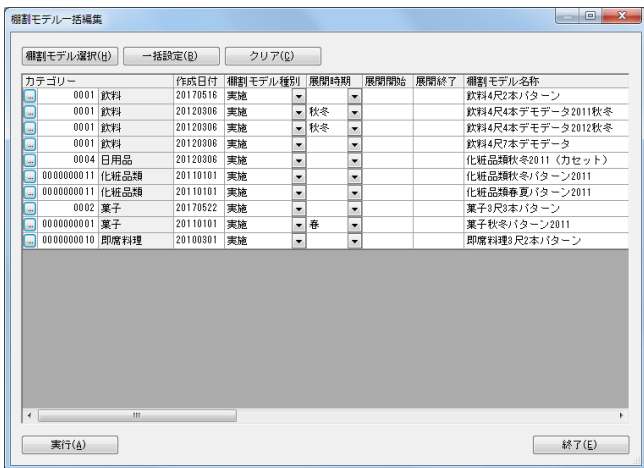 棚割モデル一括編集
棚割モデル選択(H) 一括設定(B) クリア(C)
カテゴリー 作成日付 棚割モデル種別 展開時期 展開開始 展開終了 棚割モデル名称
... 0001 飲料 20170516 実施 飲料4尺2本パターン
... 0001 飲料 20120306 実施 秋冬 飲料4尺4本デモデータ2011秋冬
... 0001 飲料 20120306 実施 秋冬 飲料4尺4本デモデータ2012秋冬
... 0001 飲料 20120306 実施 飲料4尺7本デモデータ
... 0004 日用品 20120306 実施 化粧品類秋冬2011（カセット）
... 0000000011 化粧品類 20110101 実施 化粧品類秋冬パターン2011
... 0000000011 化粧品類 20110101 実施 化粧品類春夏パターン2011
... 0002 菓子 20170522 実施 菓子3尺3本パターン
... 0000000001 菓子 20110101 実施 春 菓子秋冬パターン2011
... 0000000010 即席料理 20100301 実施 即席料理3尺2本パターン
実行(A) 終了(E)